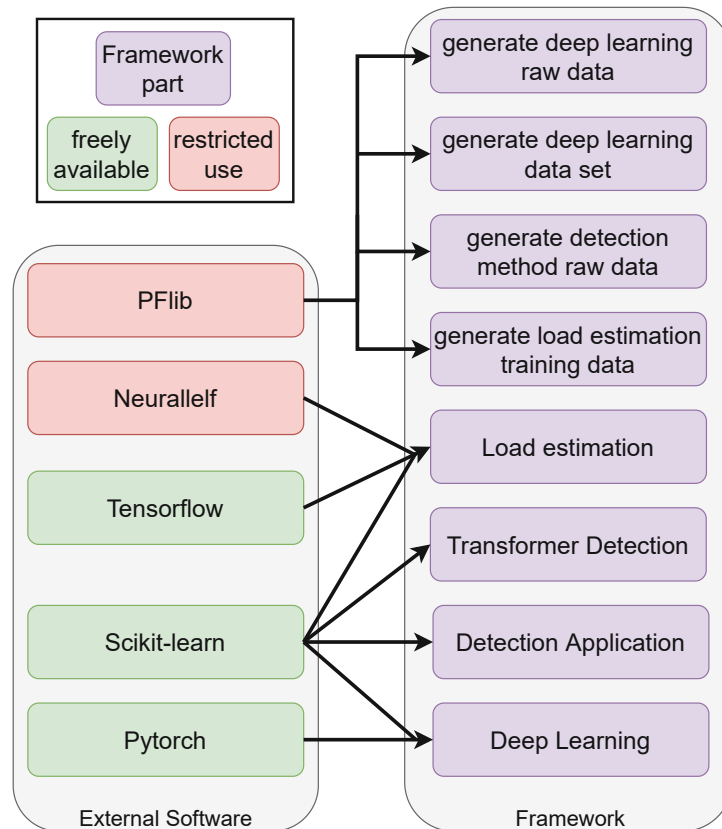 Framework
part
freely
available
restricted
use
PFlib
Neurallelf
Tensorflow
Scikit-learn
Pytorch
External Software
generate deep learning
raw data
generate deep learning
data set
generate detection
method raw data
generate load estimation
training data
Load estimation
Transformer Detection
Detection Application
Deep Learning
Framework